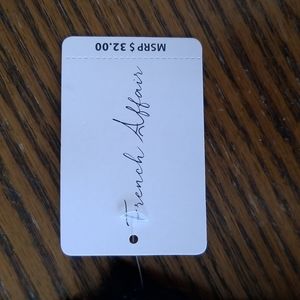 MSRP $ 32.00
French Affair